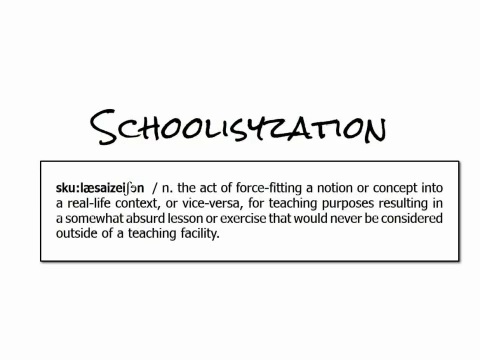 Schoolisyzation
sku:læsaizeiʃən / n. the act of force-fitting a notion or concept into
a real-life context, or vice-versa, for teaching purposes resulting in
a somewhat absurd lesson or exercise that would never be considered
outside of a teaching facility.